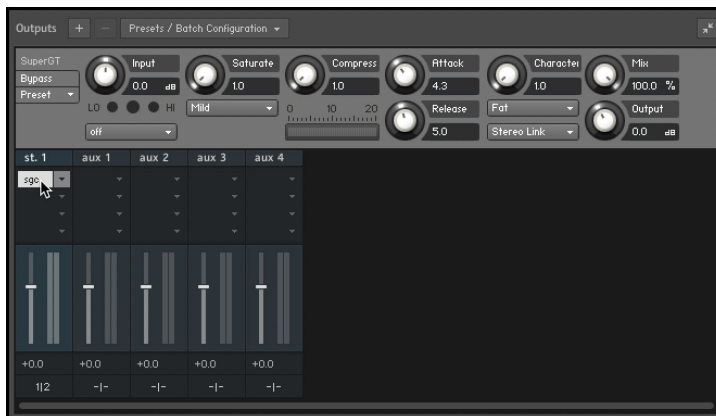 Outputs + − Presets / Batch Configuration
SuperGT
Bypass
Preset
Input
0.0 dB
LO HI
off
Saturate
1.0
Mild
Compress
1.0
0 10 20
Attack
4.3
Release
5.0
Character
1.0
Fat
Stereo Link
Mix
100.0 %
Output
0.0 dB
st. 1 aux 1 aux 2 aux 3 aux 4
sgc
+0.0 +0.0 +0.0 +0.0 +0.0
1|2 -|- -|- -|- -|-